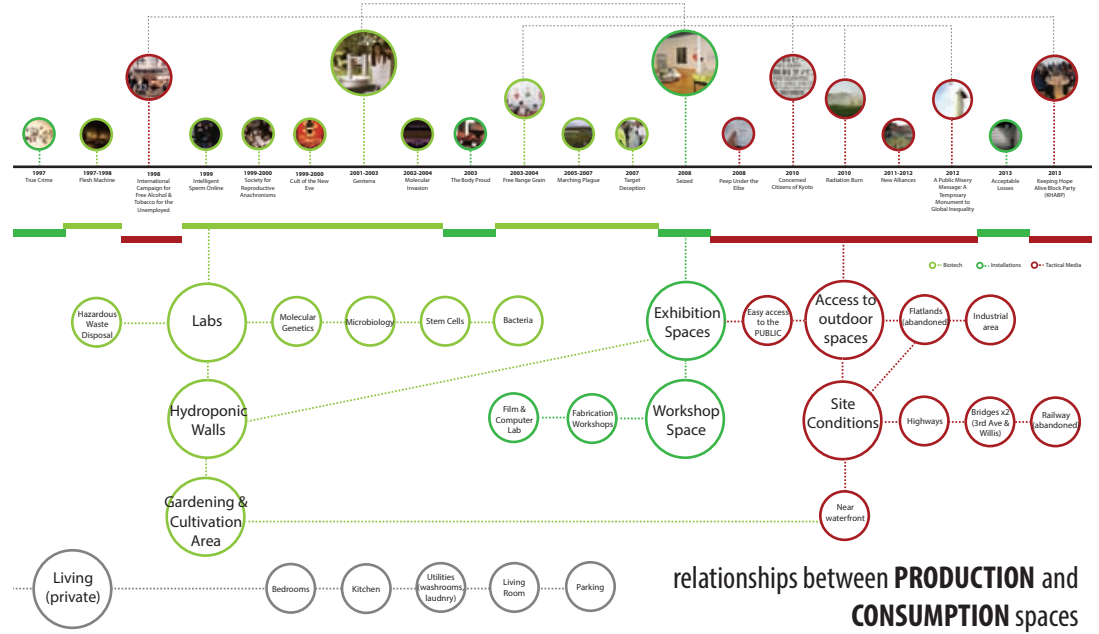 1997
True Crime
1997-1998
Flesh Machine
1998
International
Campaign for
Free Alcohol &
Tobacco for the
Unemployed
1999
Intelligent
Sperm Online
1999-2000
Society for
Reproductive
Anachronisms
1999-2000
Cult of the New
Eve
2001-2003
Genterra
2002-2004
Molecular
Invasion
2003
The Body Proud
2003-2004
Free Range Grain
2005-2007
Marching Plague
2007
Target
Deception
2008
Seized
2008
Peep Under the
Elbe
2010
Concerned
Citizens of Kyoto
2010
Radiation Burn
2011-2012
New Alliances
2012
A Public Misery
Message: A
Temproary
Monument to
Global Inequality
2013
Acceptable
Losses
2013
Keeping Hope
Alive Block Party
(KHABP)
Biotech
Installations
Tactical Media
Hazardous
Waste
Disposal
Labs
Molecular
Genetics
Microbiology
Stem Cells
Bacteria
Exhibition
Spaces
Easy access
to the
PUBLIC
Access to
outdoor
spaces
Flatlands
(abandoned)
Industrial
area
Hydroponic
Walls
Film &
Computer
Lab
Fabrication
Workshops
Workshop
Space
Site
Conditions
Highways
Bridges x2
(3rd Ave &
Willis)
Railway
(abandoned)
Gardening &
Cultivation
Area
Near
waterfront
Living
(private)
Bedrooms
Kitchen
Utilities
(washrooms,
laudnry)
Living
Room
Parking
relationships between PRODUCTION and
CONSUMPTION spaces